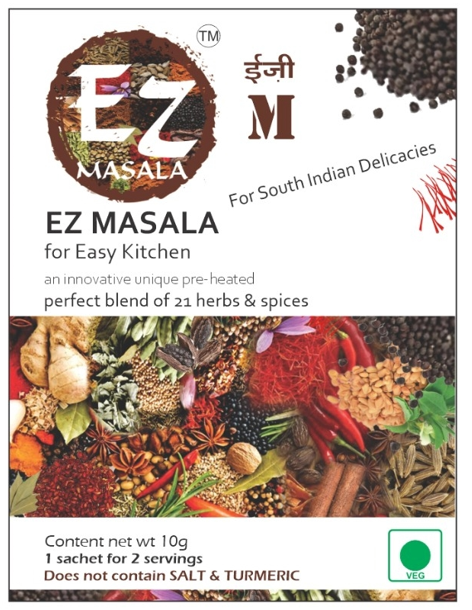 TM
EZ
MASALA
ईज़ी
M
For South Indian Delicacies
EZ MASALA
for Easy Kitchen
an innovative unique pre-heated
perfect blend of 21 herbs & spices
Content net wt 10g
1 sachet for 2 servings
Does not contain SALT & TURMERIC
VEG